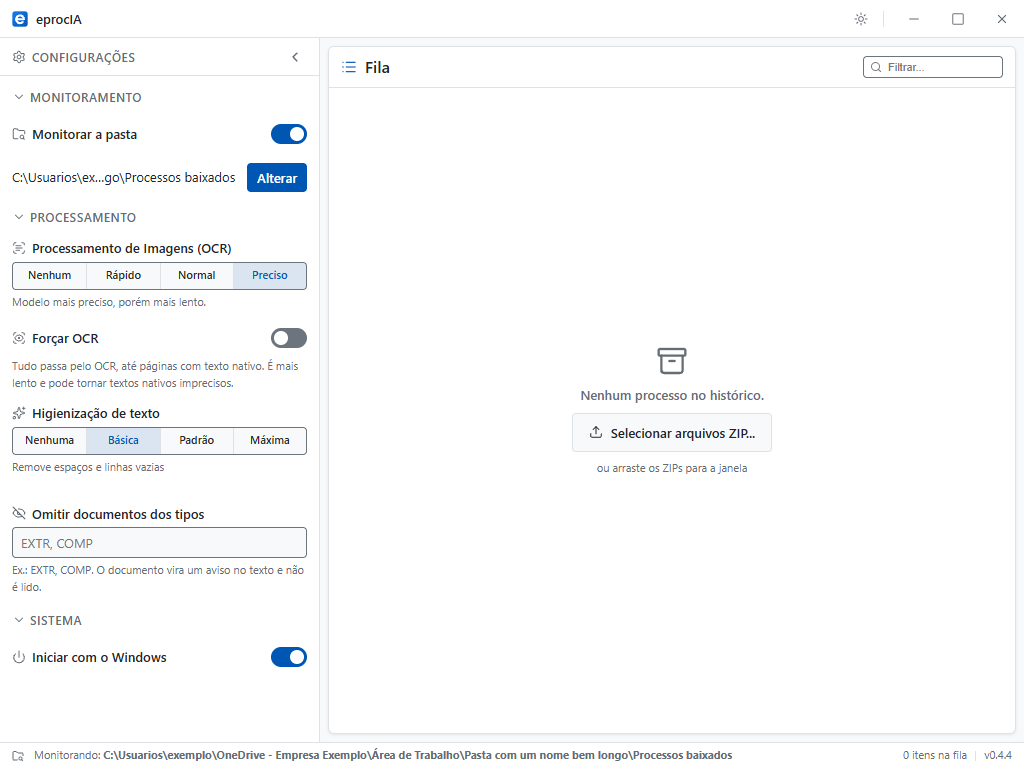 eprocIA
CONFIGURAÇÕES
MONITORAMENTO
Monitorar a pasta
C:\Usuarios\ex...go\Processos baixados
Alterar
PROCESSAMENTO
Processamento de Imagens (OCR)
Nenhum Rápido Normal Preciso
Modelo mais preciso, porém mais lento.
Forçar OCR
Tudo passa pelo OCR, até páginas com texto nativo. É mais
lento e pode tornar textos nativos imprecisos.
Higienização de texto
Nenhuma Básica Padrão Máxima
Remove espaços e linhas vazias
Omitir documentos dos tipos
EXTR, COMP
Ex.: EXTR, COMP. O documento vira um aviso no texto e não
é lido.
SISTEMA
Iniciar com o Windows
Fila
Filtrar...
Nenhum processo no histórico.
Selecionar arquivos ZIP...
ou arraste os ZIPs para a janela
Monitorando: C:\Usuarios\exemplo\OneDrive - Empresa Exemplo\Área de Trabalho\Pasta com um nome bem longo\Processos baixados
0 itens na fila
v0.4.4